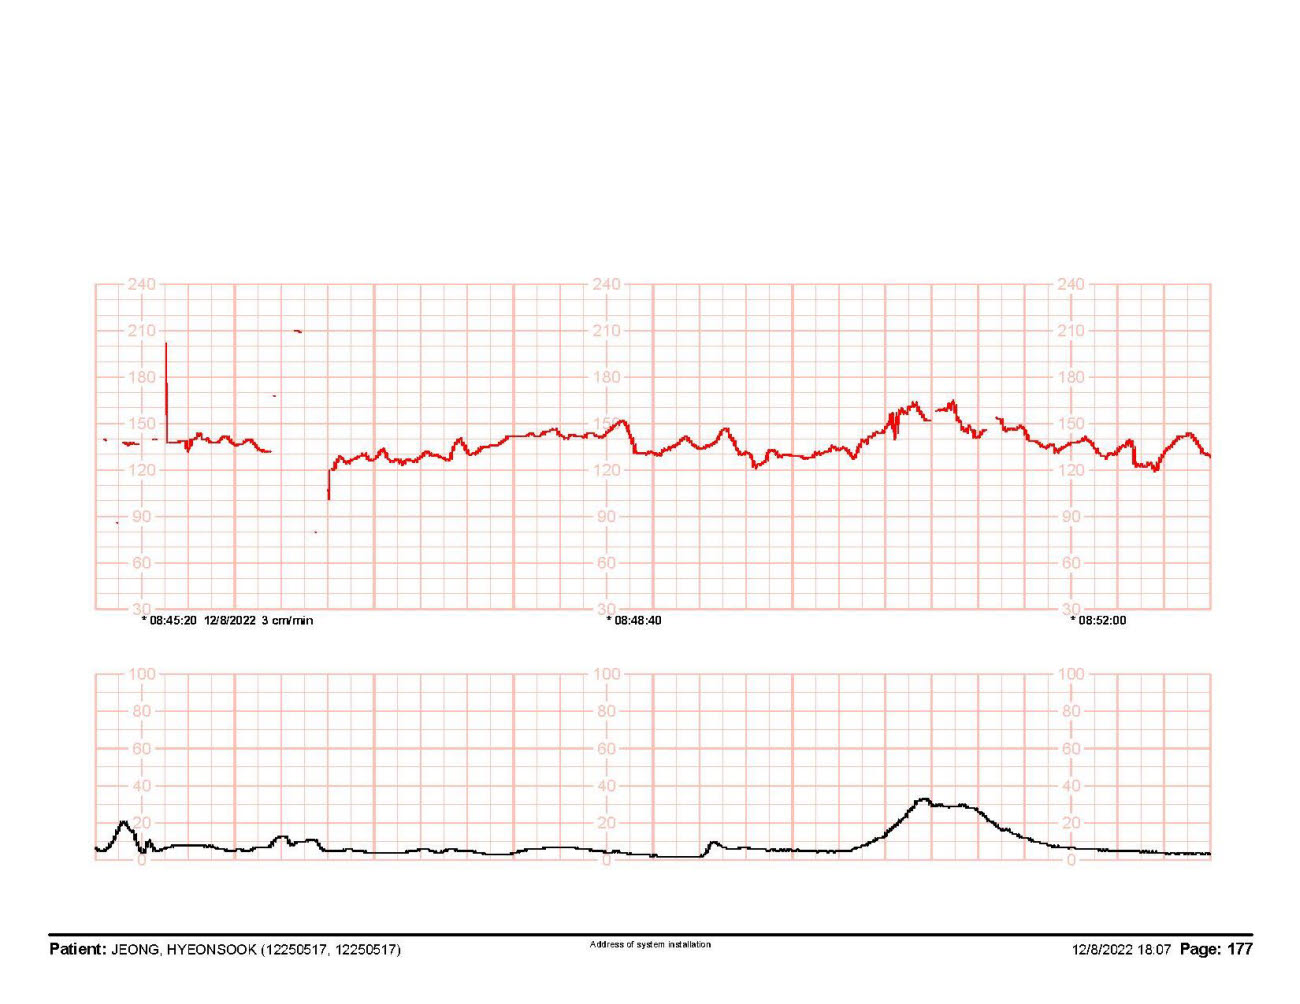 240 240 240
210 210 210
180 180 180
150 150 150
120 120 120
90 90 90
60 60 60
30 30 30
* 08:45:20 12/8/2022 3 cm/min * 08:48:40 * 08:52:00
100 100 100
80 80 80
60 60 60
40 40 40
20 20 20
0 0 0
Patient: JEONG, HYEONSOOK (12250517, 12250517) Address of system installation 12/8/2022 18:07 Page: 177